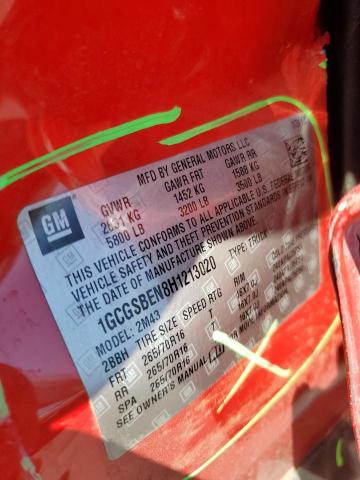 GM
MFD BY GENERAL MOTORS LLC
GVWR GAWR FRT GAWR RR
2631 KG 1452 KG 1588 KG
5800 LB 3200 LB 3500 LB
THIS VEHICLE CONFORMS TO ALL APPLICABLE U.S. FEDERAL
VEHICLE SAFETY AND THEFT PREVENTION STANDARDS IN EFFECT ON
THE DATE OF MANUFACTURE SHOWN ABOVE.
1GCGSBEN8H1213020 TYPE: TRUCK
MODEL: 2M43
2BBH TIRE SIZE SPEED RTG RIM
FRT 265/70R16 T 16X7.0J
RR 265/70R16
SPA 265/70R16
SEE OWNER'S MANUAL